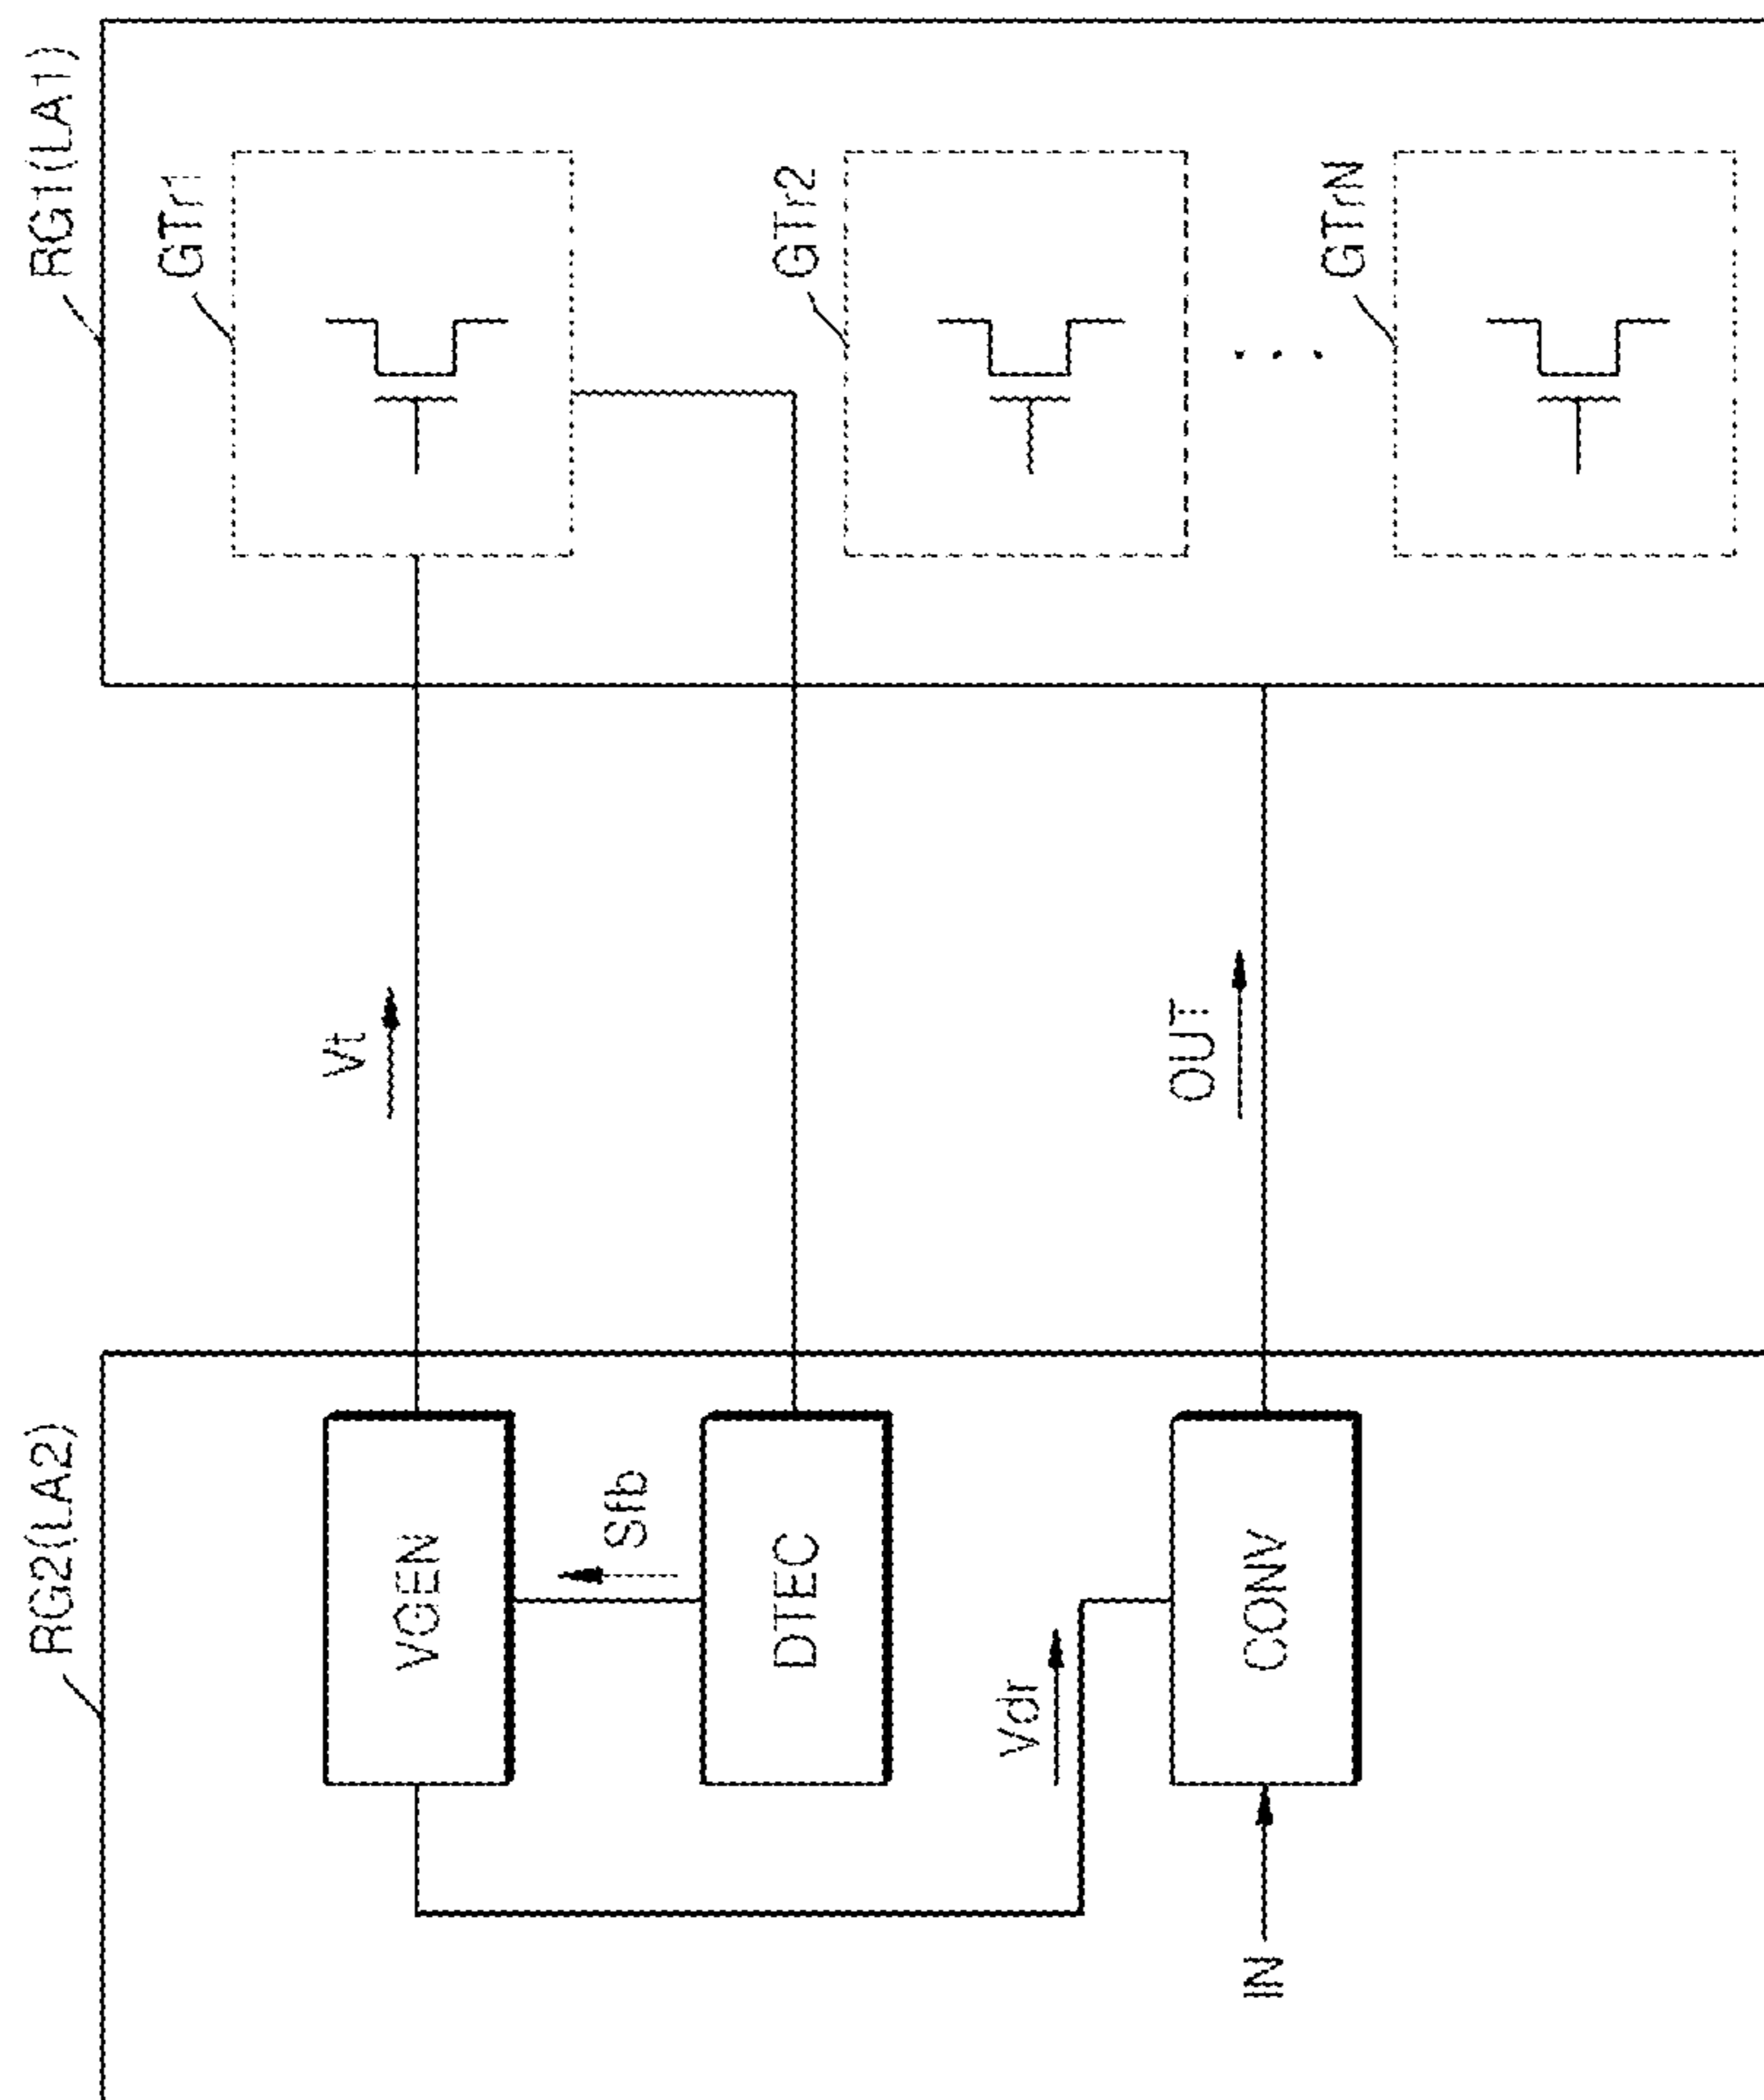 RG2(LA2)
VGEN
Sfb
DTEC
Vdr
CONV
IN
Vt
OUT
RG1(LA1)
GTr1
GTr2
GTrN